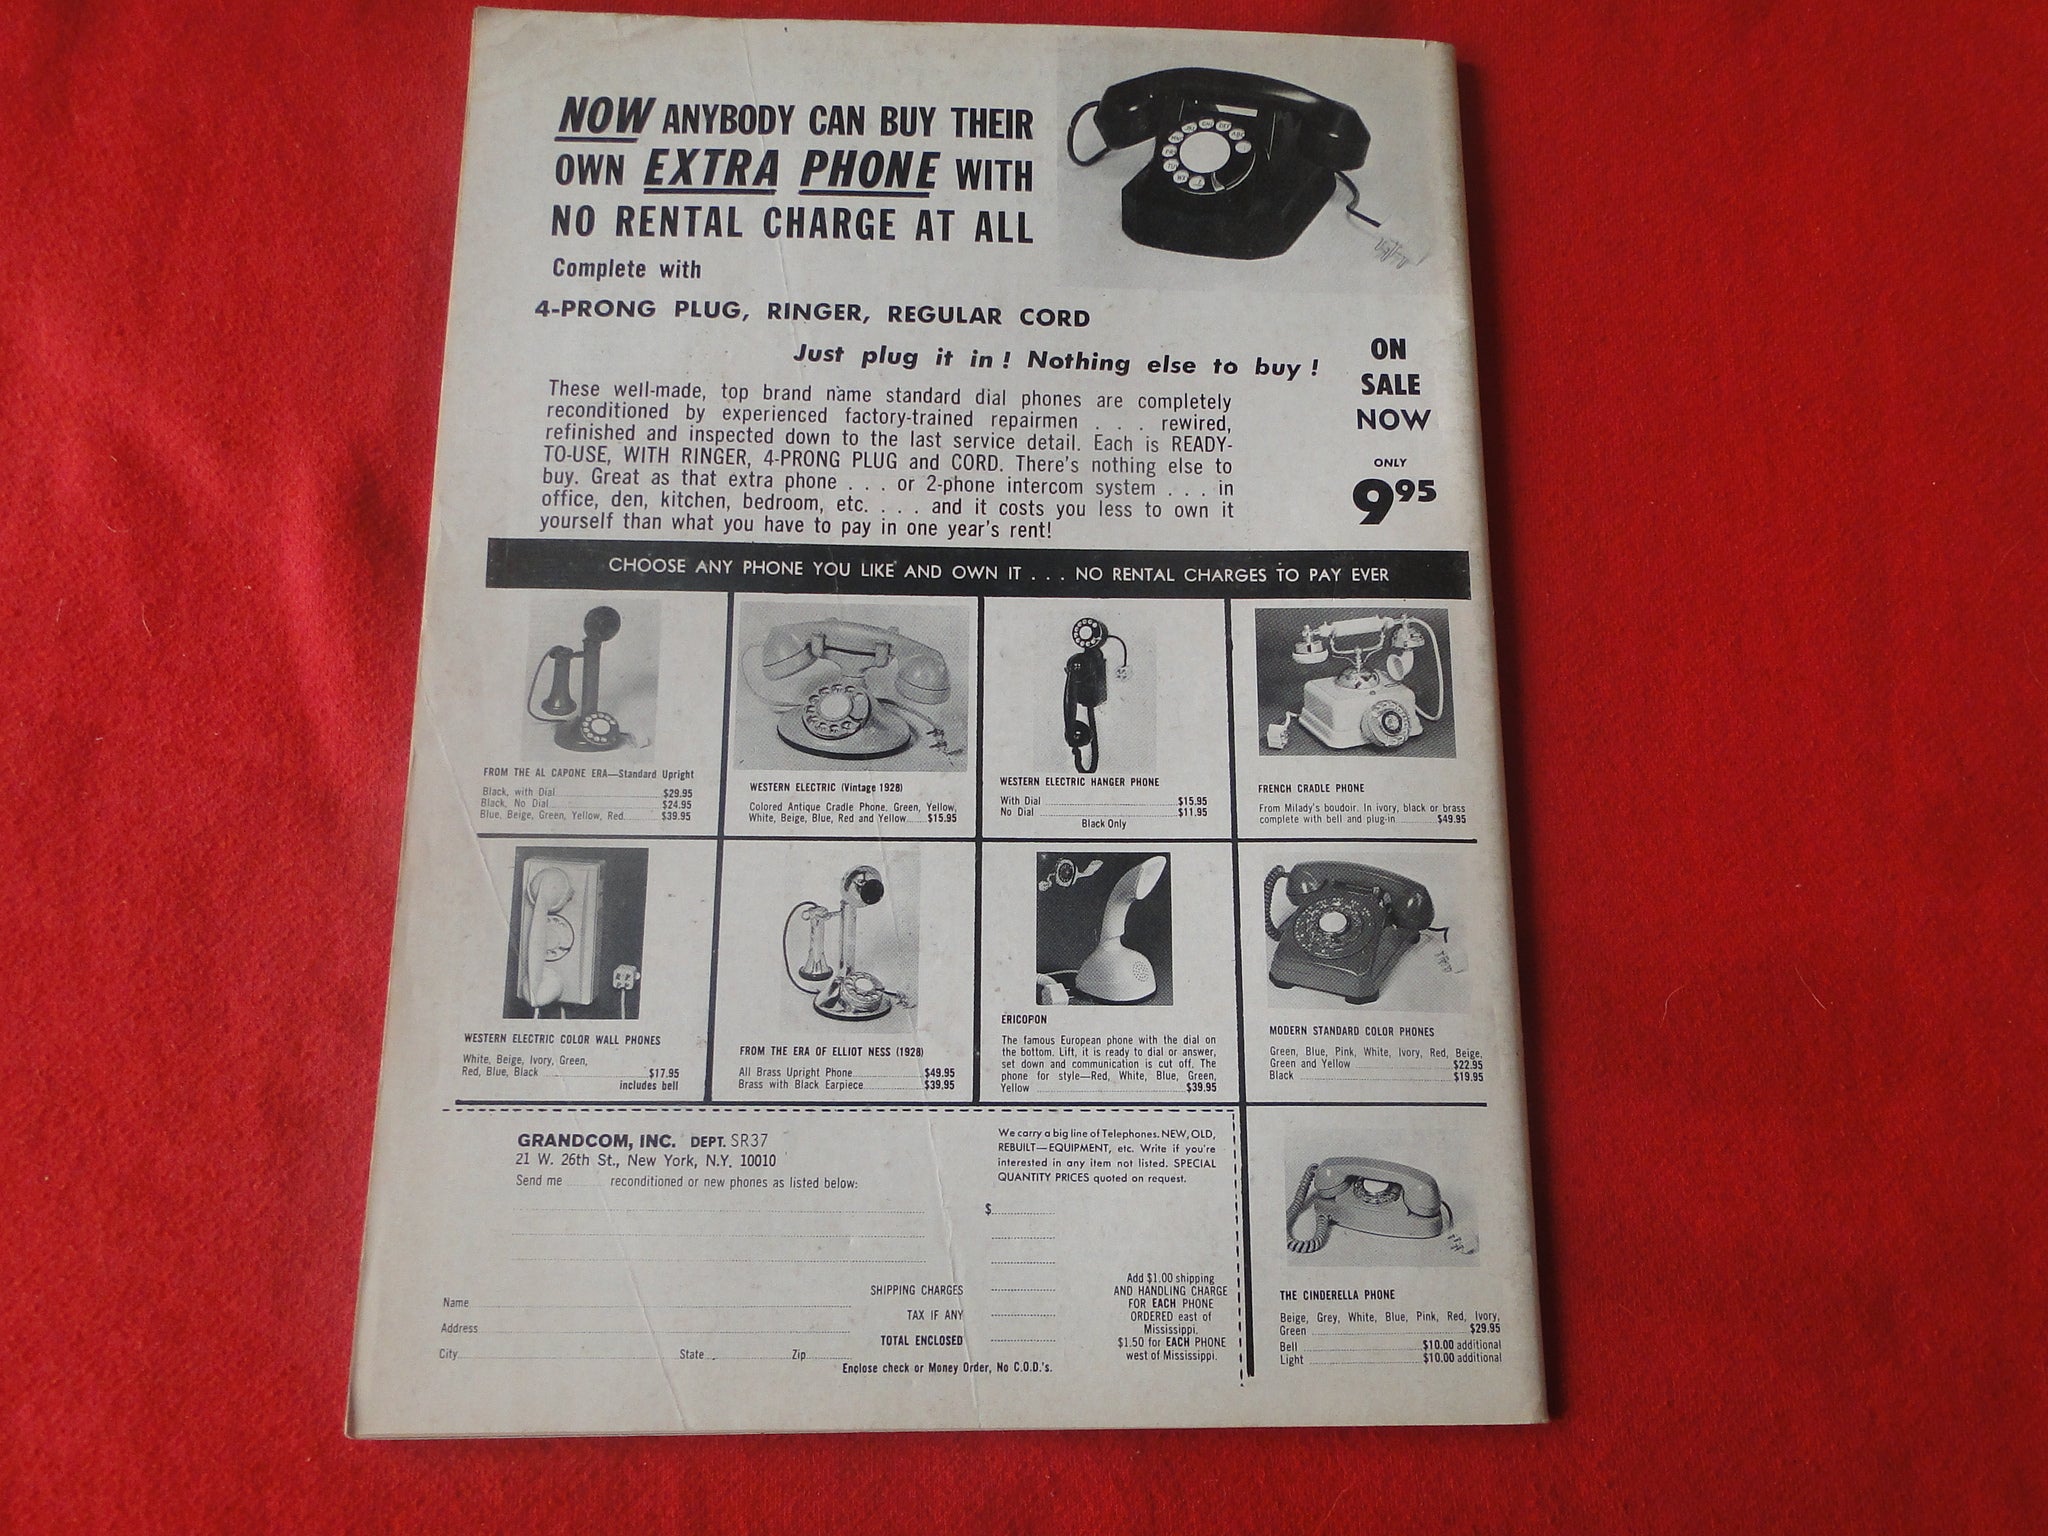 NOW ANYBODY CAN BUY THEIR
OWN EXTRA PHONE WITH
NO RENTAL CHARGE AT ALL
Complete with
4-PRONG PLUG, RINGER, REGULAR CORD
Just plug it in! Nothing else to buy!
These well-made, top brand name standard dial phones are completely
reconditioned by experienced factory-trained repairmen . . . rewired,
refinished and inspected down to the last service detail. Each is READY-
TO-USE, WITH RINGER, 4-PRONG PLUG and CORD. There's nothing else to
buy. Great as that extra phone . . . or 2-phone intercom system . . . in
office, den, kitchen, bedroom, etc. . . . and it costs you less to own it
yourself than what you have to pay in one year's rent!
ON
SALE
NOW
ONLY
9 95
CHOOSE ANY PHONE YOU LIKE AND OWN IT . . . NO RENTAL CHARGES TO PAY EVER
FROM THE AL CAPONE ERA—Standard Upright
Black, with Dial $29.95
Black, No Dial $24.95
Blue, Beige, Green, Yellow, Red $39.95
WESTERN ELECTRIC (Vintage 1928)
Colored Antique Cradle Phone, Green, Yellow,
White, Beige, Blue, Red and Yellow $15.95
WESTERN ELECTRIC HANGER PHONE
With Dial $15.95
No Dial $11.95
Black Only
FRENCH CRADLE PHONE
From Milady's boudoir. In ivory, black or brass
complete with bell and plug-in $49.95
WESTERN ELECTRIC COLOR WALL PHONES
White, Beige, Ivory, Green,
Red, Blue, Black $17.95
includes bell
FROM THE ERA OF ELLIOT NESS (1928)
All Brass Upright Phone $49.95
Brass with Black Earpiece $39.95
ERICOPON
The famous European phone with the dial on
the bottom. Lift, it is ready to dial or answer,
set down and communication is cut off. The
phone for style—Red, White, Blue, Green,
Yellow $39.95
MODERN STANDARD COLOR PHONES
Green, Blue, Pink, White, Ivory, Red, Beige,
Green and Yellow $22.95
Black $19.95
GRANDCOM, INC. DEPT. SR37
21 W. 26th St., New York, N.Y. 10010
Send me reconditioned or new phones as listed below:
We carry a big line of Telephones. NEW, OLD,
REBUILT—EQUIPMENT, etc. Write if you're
interested in any item not listed. SPECIAL
QUANTITY PRICES quoted on request.
$
SHIPPING CHARGES
TAX IF ANY
TOTAL ENCLOSED
Name
Address
City State Zip
Enclose check or Money Order, No C.O.D.'s.
Add $1.00 shipping
AND HANDLING CHARGE
FOR EACH PHONE
ORDERED east of
Mississippi.
$1.50 for EACH PHONE
west of Mississippi.
THE CINDERELLA PHONE
Beige, Grey, White, Blue, Pink, Red, Ivory,
Green $29.95
Bell $10.00 additional
Light $10.00 additional